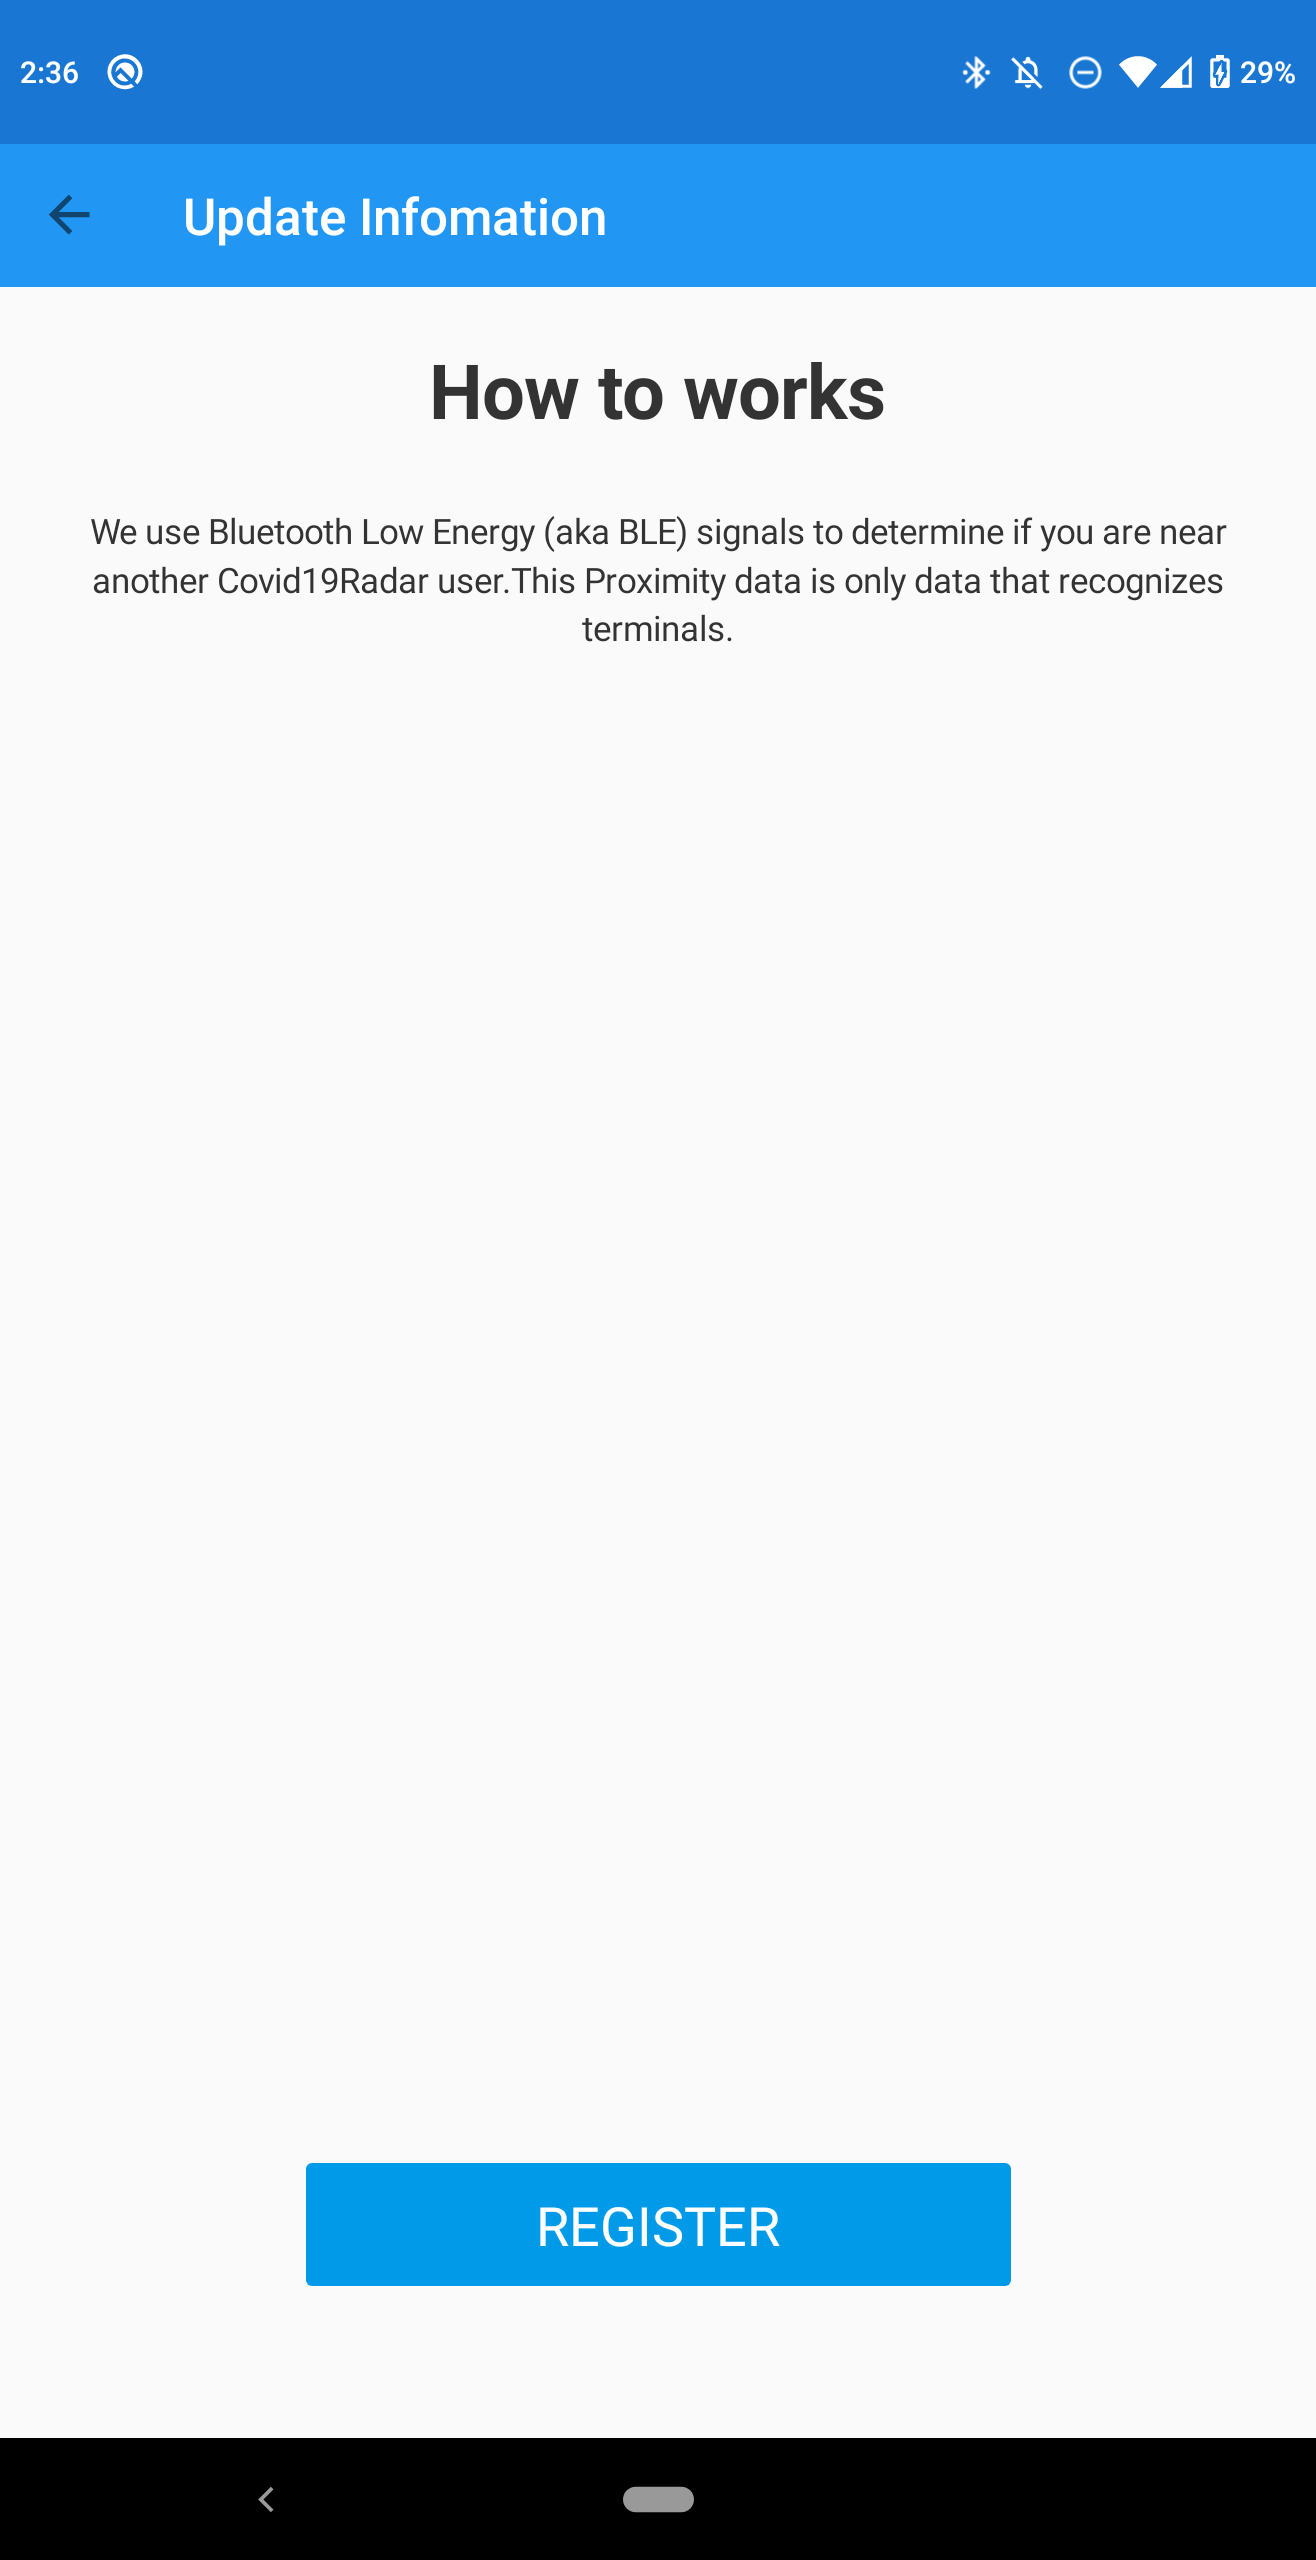 2:36
29%
Update Infomation
How to works
We use Bluetooth Low Energy (aka BLE) signals to determine if you are near
another Covid19Radar user.This Proximity data is only data that recognizes
terminals.
REGISTER